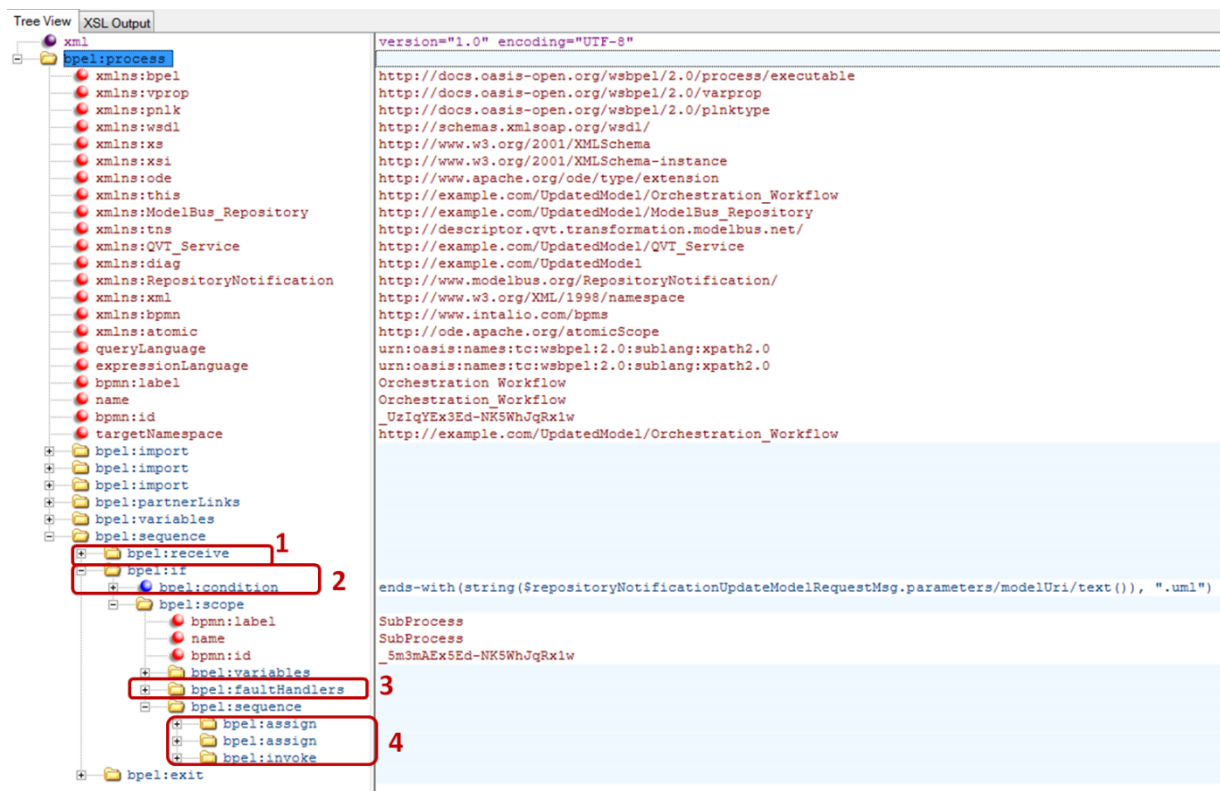 Tree View XSL Output
xml version="1.0" encoding="UTF-8"
bpel:process
xmlns:bpel http://docs.oasis-open.org/wsbpel/2.0/process/executable
xmlns:vprop http://docs.oasis-open.org/wsbpel/2.0/varprop
xmlns:pnlk http://docs.oasis-open.org/wsbpel/2.0/plnktype
xmlns:wsdl http://schemas.xmlsoap.org/wsdl/
xmlns:xs http://www.w3.org/2001/XMLSchema
xmlns:xsi http://www.w3.org/2001/XMLSchema-instance
xmlns:ode http://www.apache.org/ode/type/extension
xmlns:this http://example.com/UpdatedModel/Orchestration_Workflow
xmlns:ModelBus_Repository http://example.com/UpdatedModel/ModelBus_Repository
xmlns:tns http://descriptor.qvt.transformation.modelbus.net/
xmlns:QVT_Service http://example.com/UpdatedModel/QVT_Service
xmlns:diag http://example.com/UpdatedModel
xmlns:RepositoryNotification http://www.modelbus.org/RepositoryNotification/
xmlns:xml http://www.w3.org/XML/1998/namespace
xmlns:bpmn http://www.intalio.com/bpms
xmlns:atomic http://ode.apache.org/atomicScope
queryLanguage urn:oasis:names:tc:wsbpel:2.0:sublang:xpath2.0
expressionLanguage urn:oasis:names:tc:wsbpel:2.0:sublang:xpath2.0
bpmn:label Orchestration Workflow
name Orchestration_Workflow
bpmn:id _UzIqYEx3Ed-NK5WhJqRx1w
targetNamespace http://example.com/UpdatedModel/Orchestration_Workflow
bpel:import
bpel:import
bpel:import
bpel:partnerLinks
bpel:variables
bpel:sequence
bpel:receive 1
bpel:if
2
bpel:condition ends-with(string($repositoryNotificationUpdateModelRequestMsg.parameters/modelUri/text()), ".uml")
bpel:scope
bpmn:label SubProcess
name SubProcess
bpmn:id _5m3mAEx5Ed-NK5WhJqRx1w
bpel:variables
bpel:faultHandlers 3
bpel:sequence
bpel:assign
bpel:assign 4
bpel:invoke
bpel:exit